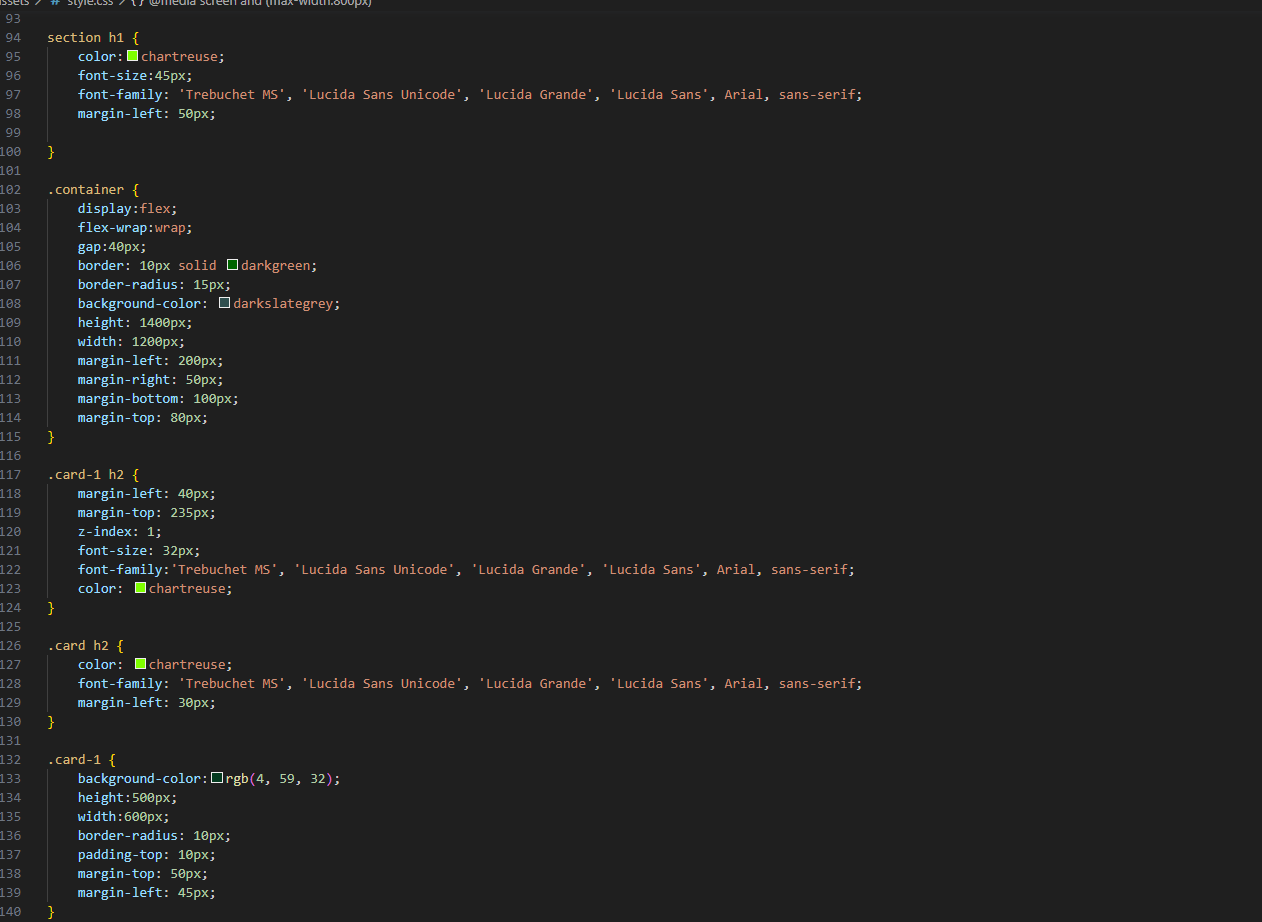 ssets > # style.css > {} @media screen and (max-width:800px)
93
94 section h1 {
95 color: chartreuse;
96 font-size:45px;
97 font-family: 'Trebuchet MS', 'Lucida Sans Unicode', 'Lucida Grande', 'Lucida Sans', Arial, sans-serif;
98 margin-left: 50px;
99
100 }
101
102 .container {
103 display:flex;
104 flex-wrap:wrap;
105 gap:40px;
106 border: 10px solid darkgreen;
107 border-radius: 15px;
108 background-color: darkslategrey;
109 height: 1400px;
110 width: 1200px;
111 margin-left: 200px;
112 margin-right: 50px;
113 margin-bottom: 100px;
114 margin-top: 80px;
115 }
116
117 .card-1 h2 {
118 margin-left: 40px;
119 margin-top: 235px;
120 z-index: 1;
121 font-size: 32px;
122 font-family:'Trebuchet MS', 'Lucida Sans Unicode', 'Lucida Grande', 'Lucida Sans', Arial, sans-serif;
123 color: chartreuse;
124 }
125
126 .card h2 {
127 color: chartreuse;
128 font-family: 'Trebuchet MS', 'Lucida Sans Unicode', 'Lucida Grande', 'Lucida Sans', Arial, sans-serif;
129 margin-left: 30px;
130 }
131
132 .card-1 {
133 background-color: rgb(4, 59, 32);
134 height:500px;
135 width:600px;
136 border-radius: 10px;
137 padding-top: 10px;
138 margin-top: 50px;
139 margin-left: 45px;
140 }